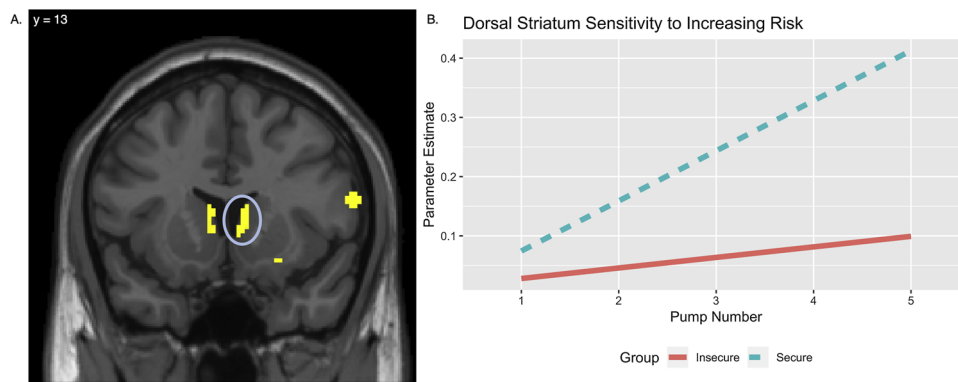 A.
y = 13
B.
Dorsal Striatum Sensitivity to Increasing Risk
Parameter Estimate
0.4
0.3
0.2
0.1
1 2 3 4 5
Pump Number
Group Insecure Secure